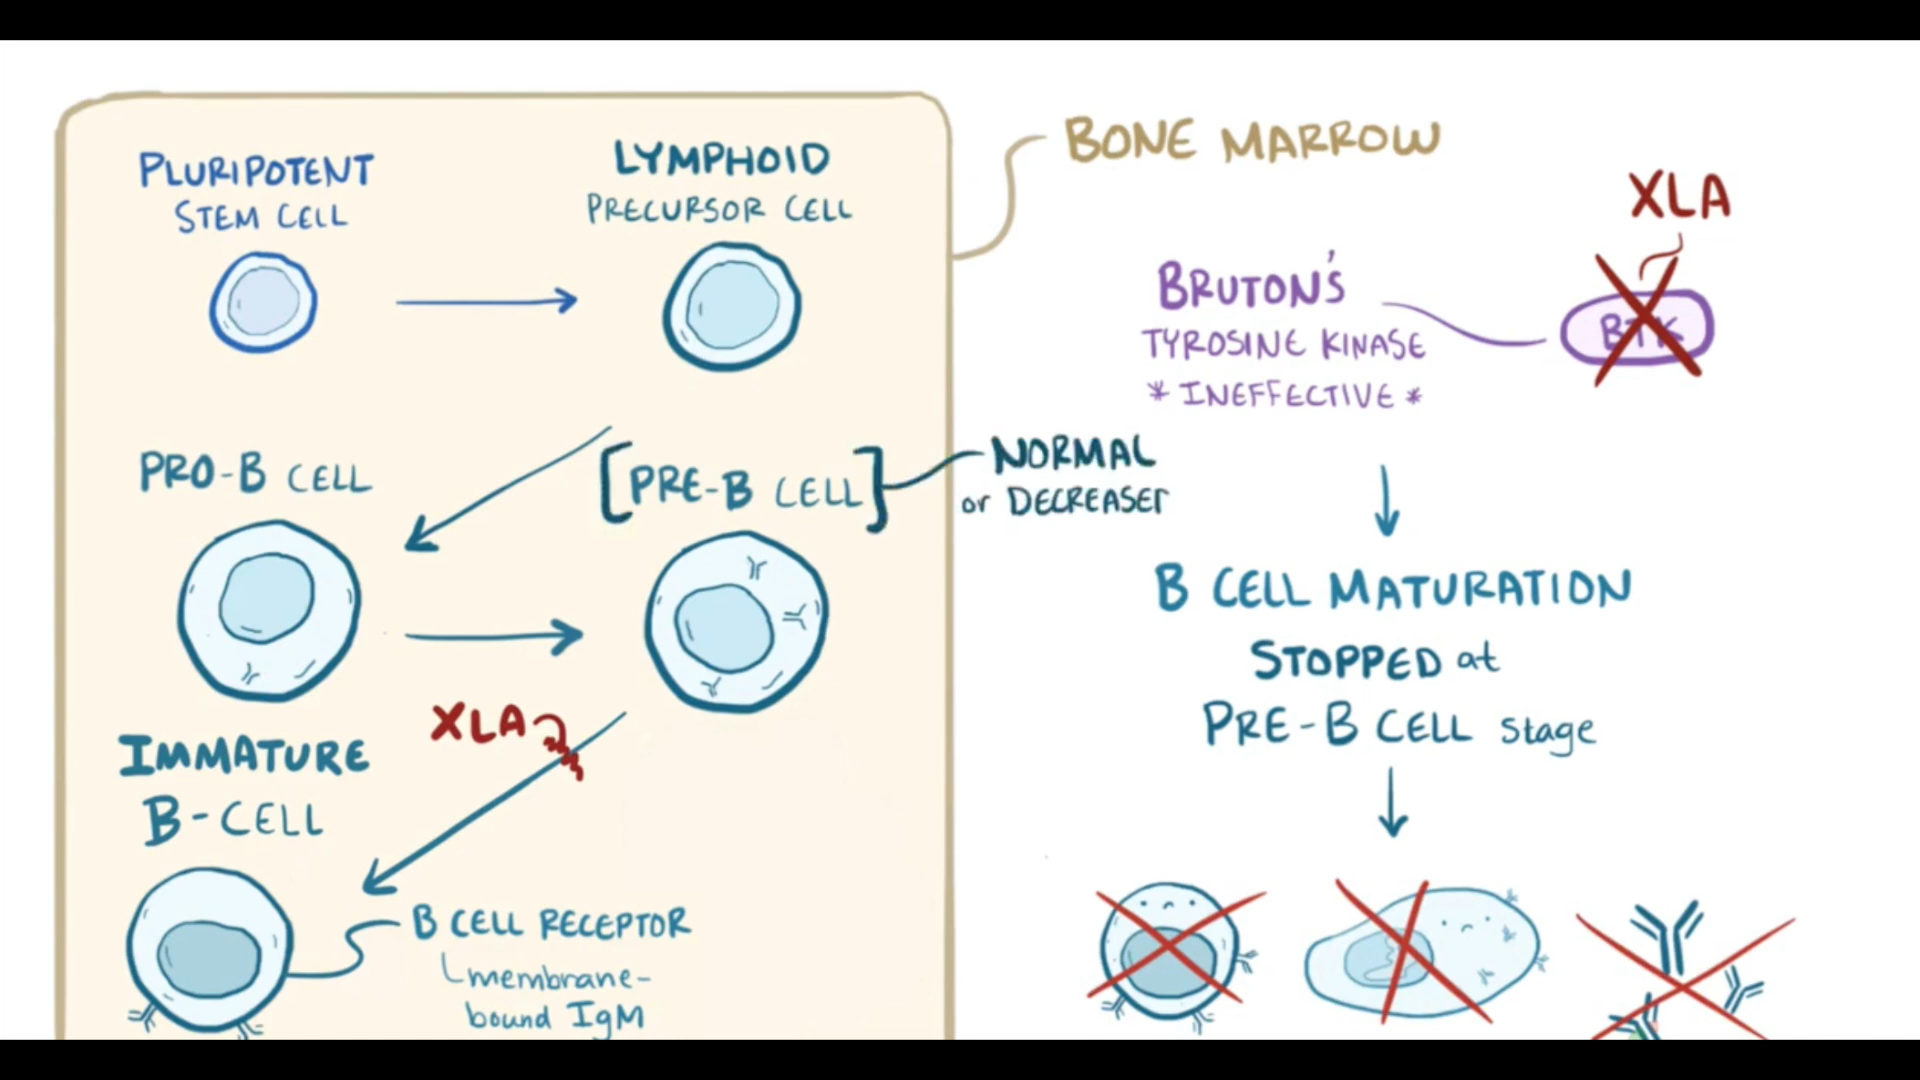 PLURIPOTENT
STEM CELL
LYMPHOID
PRECURSOR CELL
PRO-B CELL
[PRE-B CELL]
XLA
IMMATURE
B-CELL
B CELL RECEPTOR
membrane-
bound IgM
BONE MARROW
XLA
BRUTON'S
TYROSINE KINASE
* INEFFECTIVE *
BTK
NORMAL
or DECREASED
B CELL MATURATION
STOPPED at
PRE-B CELL stage